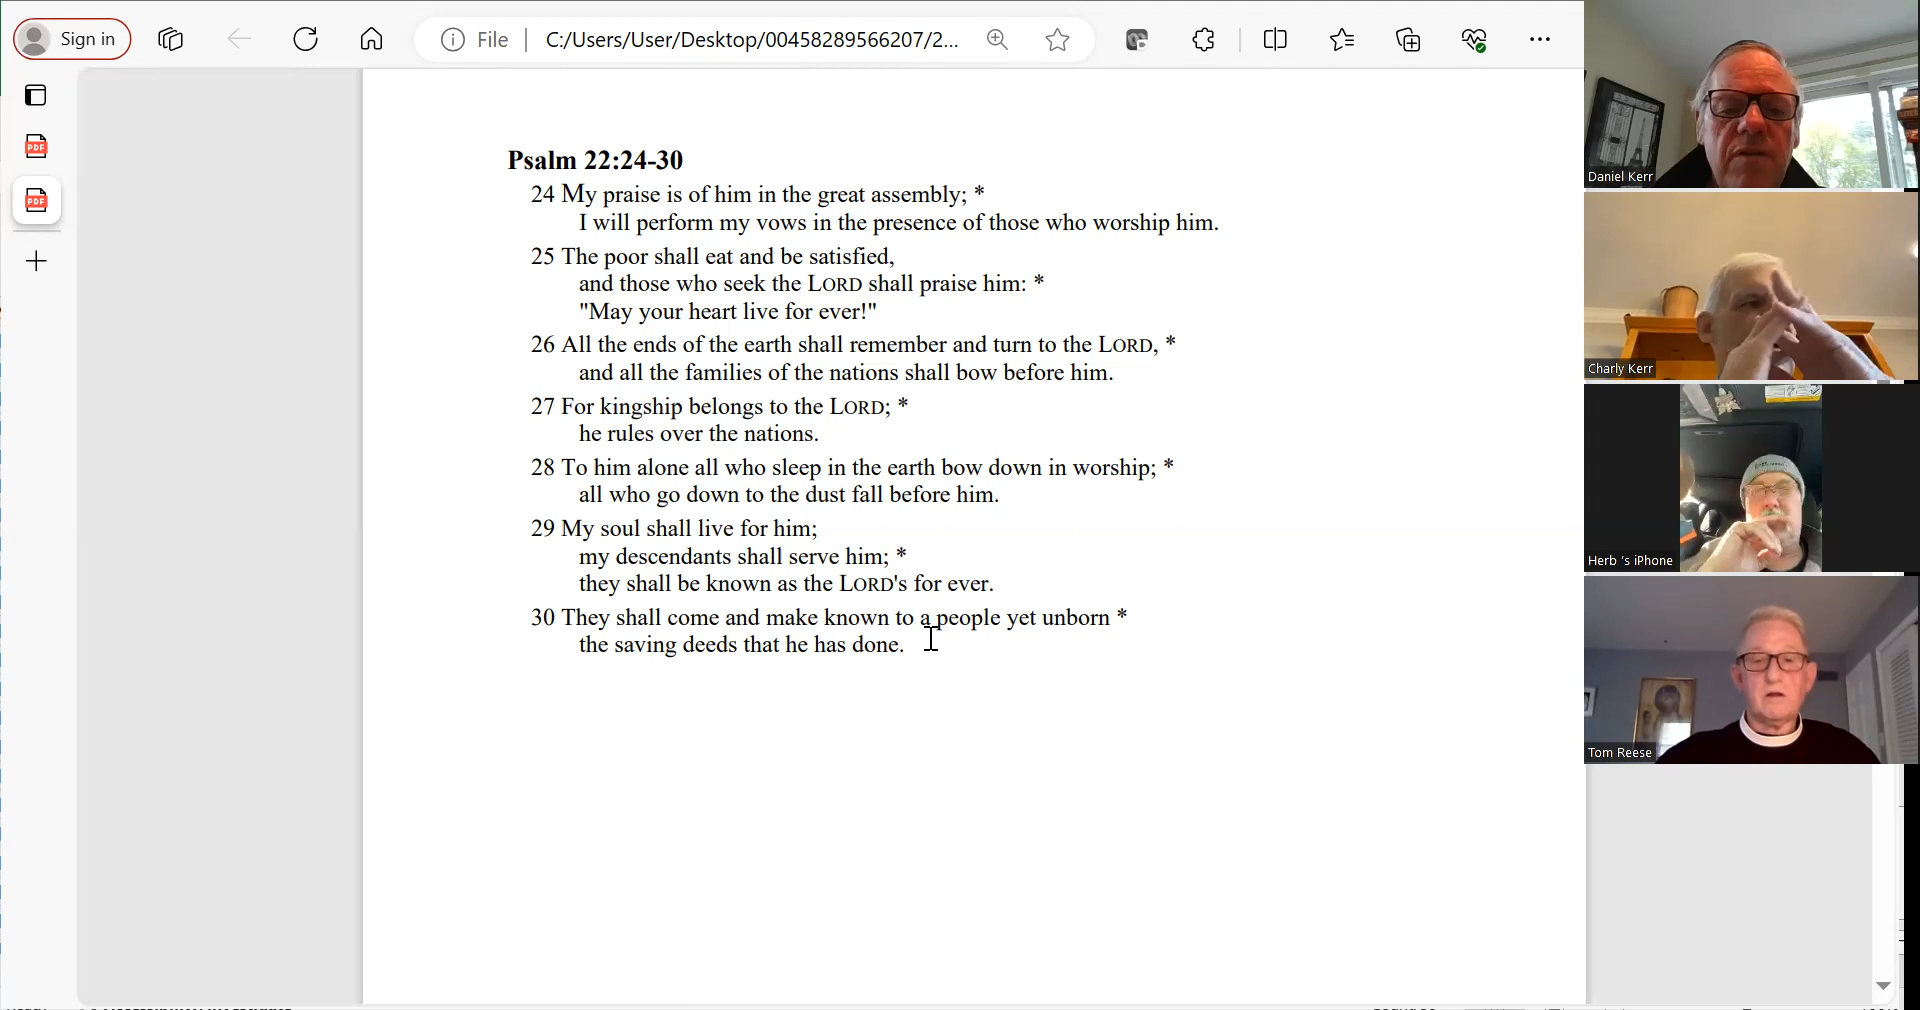 Sign in
File
C:/Users/User/Desktop/00458289566207/2...
Psalm 22:24-30
24 My praise is of him in the great assembly; *
I will perform my vows in the presence of those who worship him.
25 The poor shall eat and be satisfied,
and those who seek the LORD shall praise him: *
"May your heart live for ever!"
26 All the ends of the earth shall remember and turn to the LORD, *
and all the families of the nations shall bow before him.
27 For kingship belongs to the LORD; *
he rules over the nations.
28 To him alone all who sleep in the earth bow down in worship; *
all who go down to the dust fall before him.
29 My soul shall live for him;
my descendants shall serve him; *
they shall be known as the LORD's for ever.
30 They shall come and make known to a people yet unborn *
the saving deeds that he has done.
PDF
PDF
Daniel Kerr
Charly Kerr
Herb 's iPhone
Tom Reese